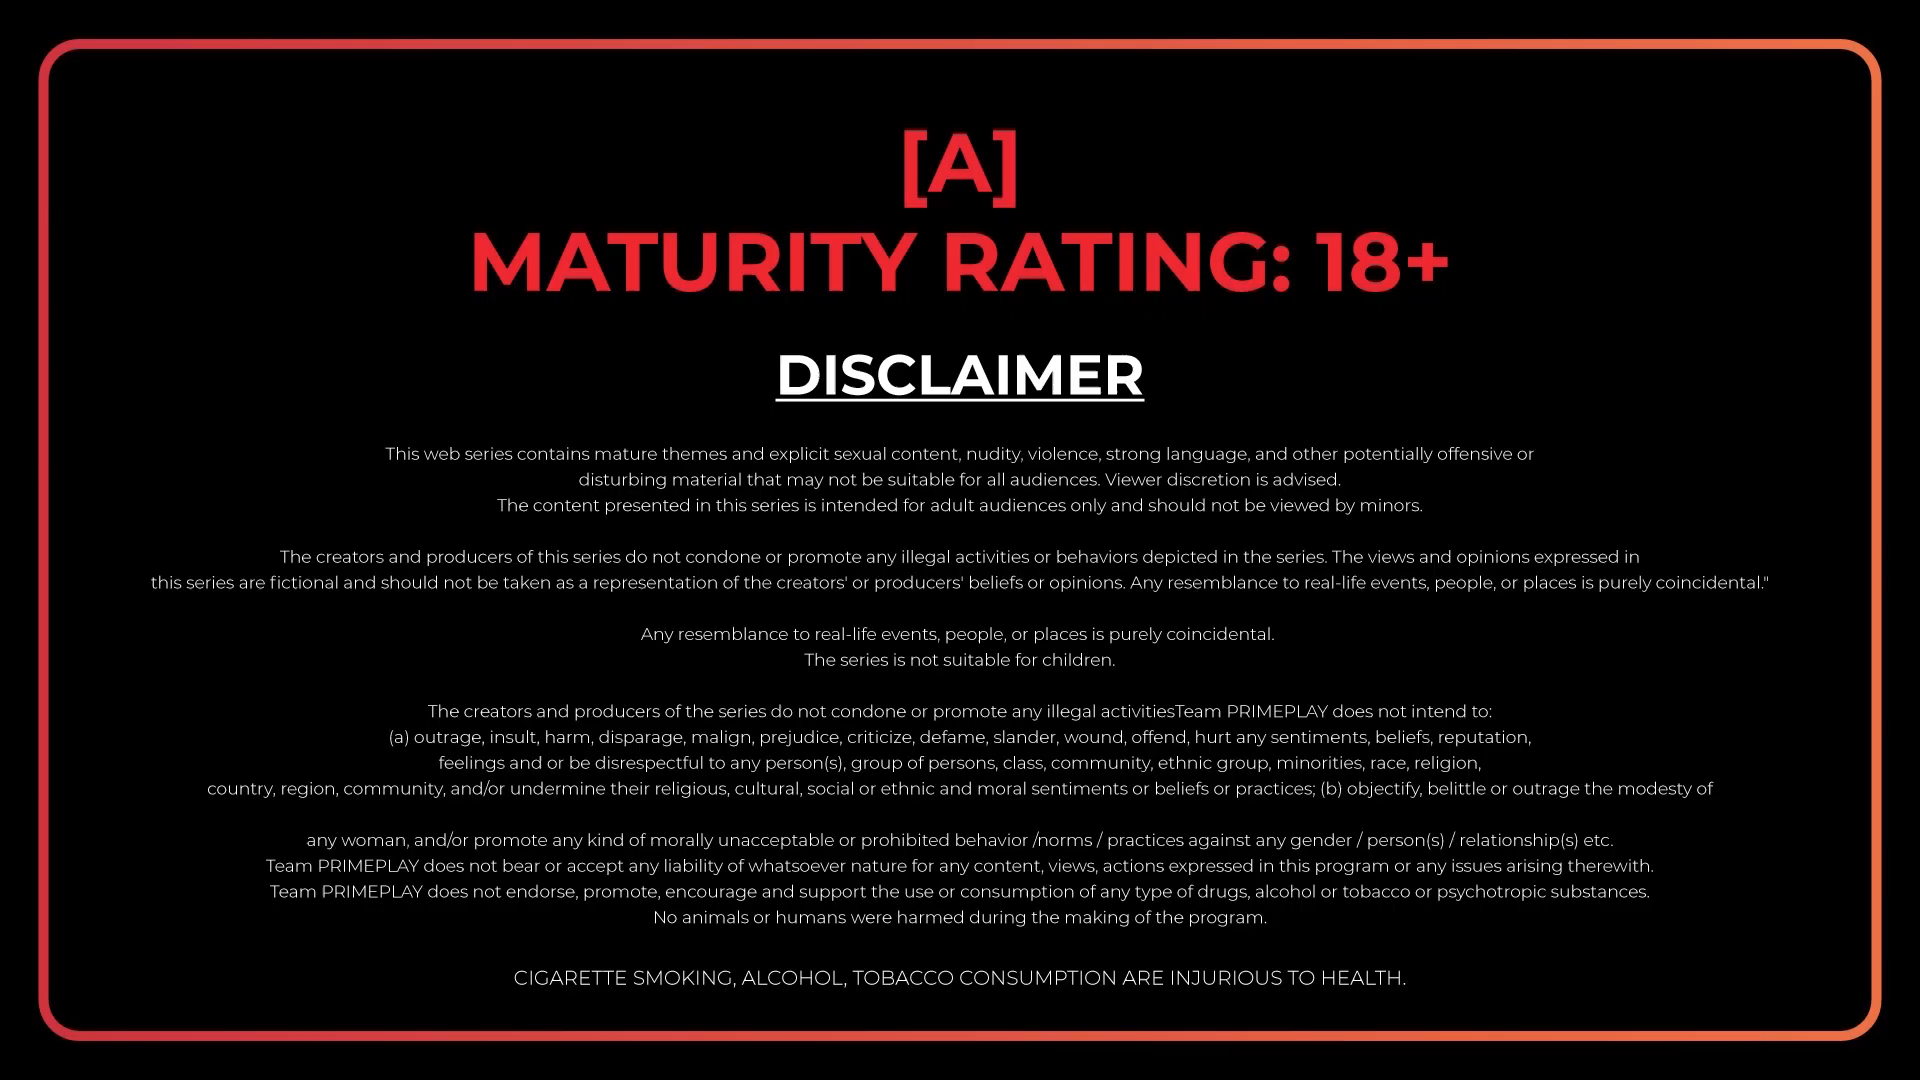 [A]
MATURITY RATING: 18+
DISCLAIMER
This web series contains mature themes and explicit sexual content, nudity, violence, strong language, and other potentially offensive or
disturbing material that may not be suitable for all audiences. Viewer discretion is advised.
The content presented in this series is intended for adult audiences only and should not be viewed by minors.
The creators and producers of this series do not condone or promote any illegal activities or behaviors depicted in the series. The views and opinions expressed in
this series are fictional and should not be taken as a representation of the creators' or producers' beliefs or opinions. Any resemblance to real-life events, people, or places is purely coincidental."
Any resemblance to real-life events, people, or places is purely coincidental.
The series is not suitable for children.
The creators and producers of the series do not condone or promote any illegal activitiesTeam PRIMEPLAY does not intend to:
(a) outrage, insult, harm, disparage, malign, prejudice, criticize, defame, slander, wound, offend, hurt any sentiments, beliefs, reputation,
feelings and or be disrespectful to any person(s), group of persons, class, community, ethnic group, minorities, race, religion,
country, region, community, and/or undermine their religious, cultural, social or ethnic and moral sentiments or beliefs or practices; (b) objectify, belittle or outrage the modesty of
any woman, and/or promote any kind of morally unacceptable or prohibited behavior /norms / practices against any gender / person(s) / relationship(s) etc.
Team PRIMEPLAY does not bear or accept any liability of whatsoever nature for any content, views, actions expressed in this program or any issues arising therewith.
Team PRIMEPLAY does not endorse, promote, encourage and support the use or consumption of any type of drugs, alcohol or tobacco or psychotropic substances.
No animals or humans were harmed during the making of the program.
CIGARETTE SMOKING, ALCOHOL, TOBACCO CONSUMPTION ARE INJURIOUS TO HEALTH.